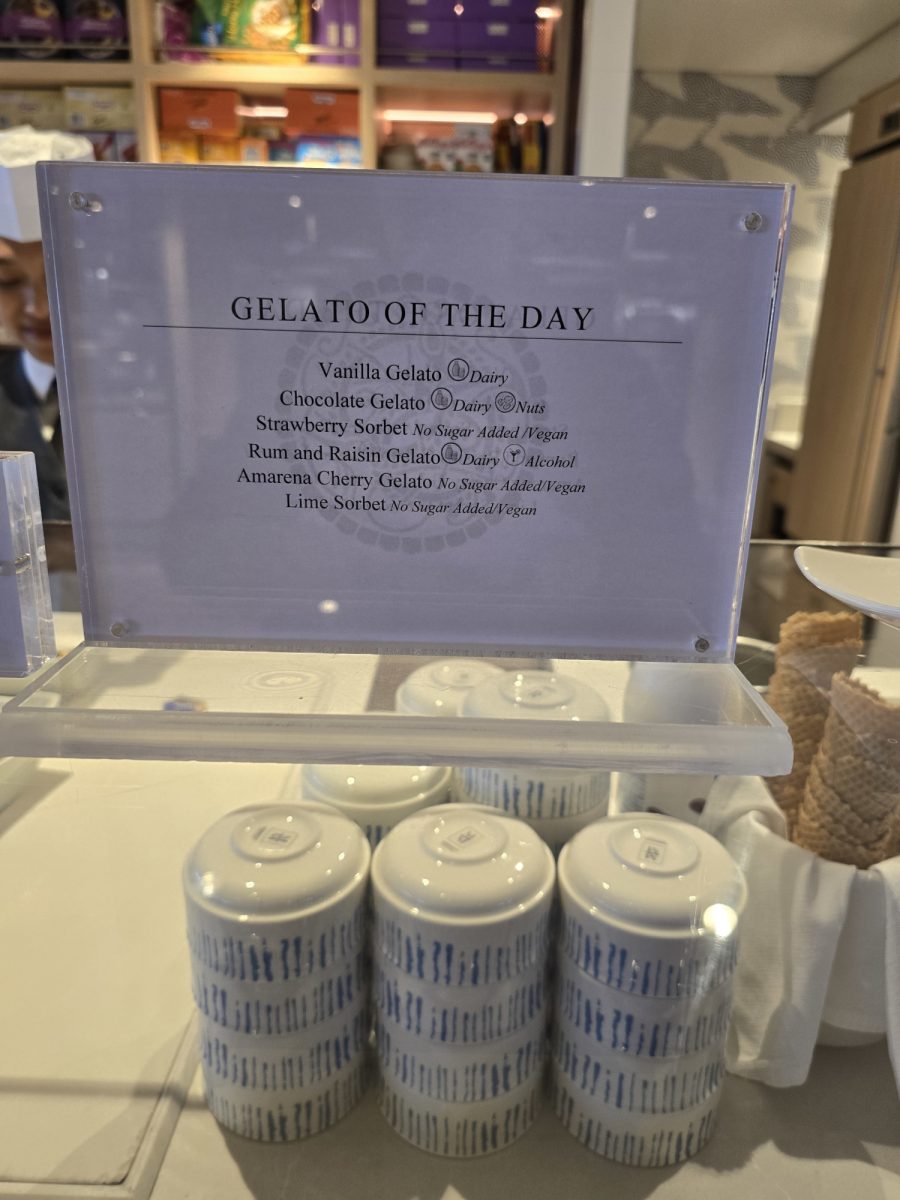 GELATO OF THE DAY
Vanilla Gelato Dairy
Chocolate Gelato Dairy Nuts
Strawberry Sorbet No Sugar Added /Vegan
Rum and Raisin Gelato Dairy Alcohol
Amarena Cherry Gelato No Sugar Added/Vegan
Lime Sorbet No Sugar Added/Vegan